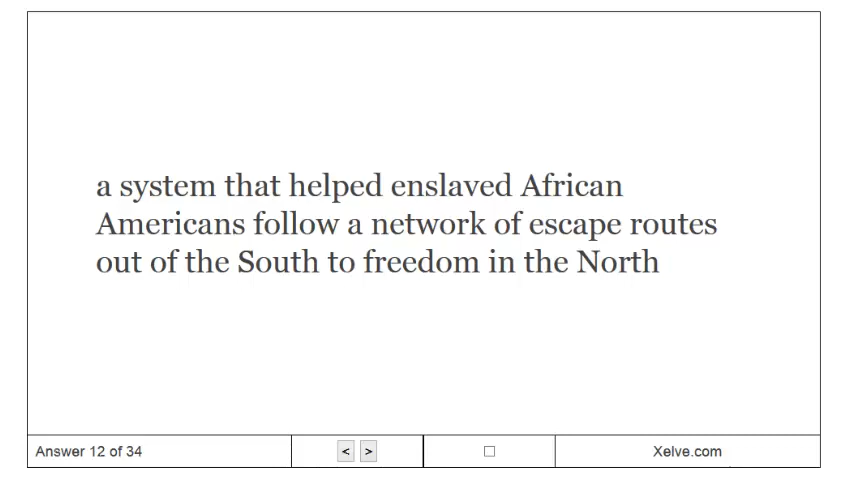 a system that helped enslaved African
Americans follow a network of escape routes
out of the South to freedom in the North
Answer 12 of 34 < > Xelve.com